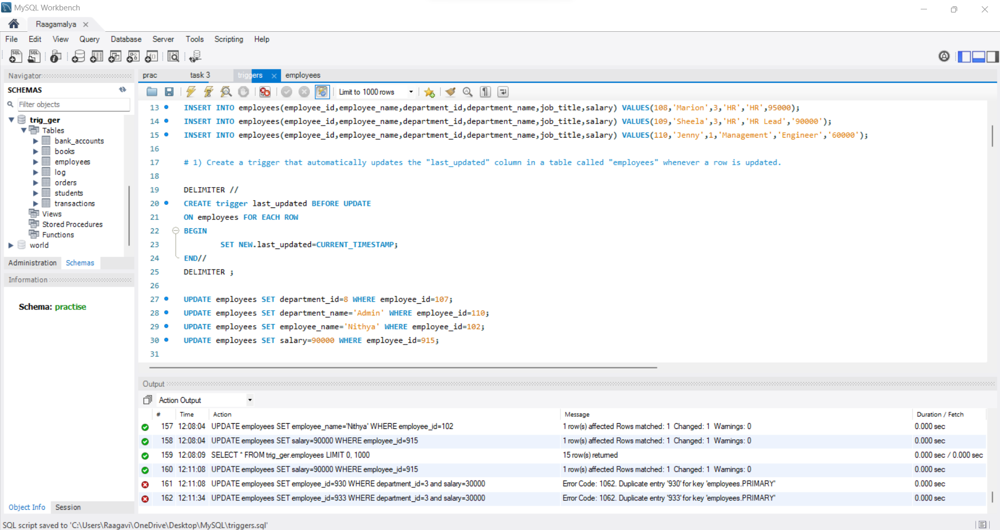 MySQL Workbench
Raagamalya
File Edit View Query Database Server Tools Scripting Help
Navigator
SCHEMAS
Filter objects
trig_ger
Tables
bank_accounts
books
employees
log
orders
students
transactions
Views
Stored Procedures
Functions
world
Administration Schemas
Information
Schema: practise
Object Info Session
prac task 3 triggers employees
Limit to 1000 rows
13 INSERT INTO employees(employee_id,employee_name,department_id,department_name,job_title,salary) VALUES(108,'Marion',3,'HR','HR',95000);
14 INSERT INTO employees(employee_id,employee_name,department_id,department_name,job_title,salary) VALUES(109,'Sheela',3,'HR','HR Lead','90000');
15 INSERT INTO employees(employee_id,employee_name,department_id,department_name,job_title,salary) VALUES(110,'Jenny',1,'Management','Engineer','60000');
16
17 # 1) Create a trigger that automatically updates the "last_updated" column in a table called "employees" whenever a row is updated.
18
19 DELIMITER //
20 CREATE trigger last_updated BEFORE UPDATE
21 ON employees FOR EACH ROW
22 BEGIN
23 SET NEW.last_updated=CURRENT_TIMESTAMP;
24 END//
25 DELIMITER ;
26
27 UPDATE employees SET department_id=8 WHERE employee_id=107;
28 UPDATE employees SET department_name='Admin' WHERE employee_id=110;
29 UPDATE employees SET employee_name='Nithya' WHERE employee_id=102;
30 UPDATE employees SET salary=90000 WHERE employee_id=915;
31
Output
Action Output
# Time Action Message Duration / Fetch
157 12:08:04 UPDATE employees SET employee_name='Nithya' WHERE employee_id=102 1 row(s) affected Rows matched: 1 Changed: 1 Warnings: 0 0.000 sec
158 12:08:04 UPDATE employees SET salary=90000 WHERE employee_id=915 1 row(s) affected Rows matched: 1 Changed: 1 Warnings: 0 0.000 sec
159 12:08:09 SELECT * FROM trig_ger.employees LIMIT 0, 1000 15 row(s) returned 0.000 sec / 0.000 sec
160 12:11:08 UPDATE employees SET salary=90000 WHERE employee_id=915 1 row(s) affected Rows matched: 1 Changed: 1 Warnings: 0 0.000 sec
161 12:11:08 UPDATE employees SET employee_id=930 WHERE department_id=3 and salary=30000 Error Code: 1062. Duplicate entry '930' for key 'employees.PRIMARY' 0.000 sec
162 12:11:34 UPDATE employees SET employee_id=933 WHERE department_id=3 and salary=30000 Error Code: 1062. Duplicate entry '933' for key 'employees.PRIMARY' 0.000 sec
SQL script saved to 'C:\Users\Raagavi\OneDrive\Desktop\MySQL\triggers.sql'